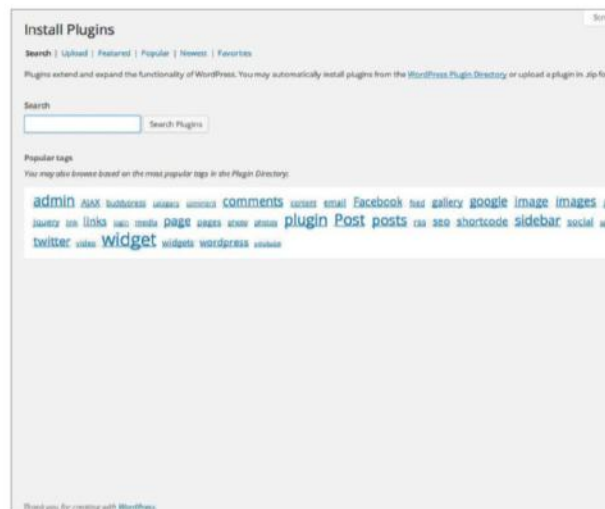 Install Plugins
Search | Upload | Featured | Popular | Newest | Favorites
Plugins extend and expand the functionality of WordPress. You may automatically install plugins from the WordPress Plugin Directory or upload a plugin in .zip fo
Search
Search Plugins
Popular tags
You may also browse based on the most popular tags in the Plugin Directory:
admin AJAX buddypress category comment comments content email Facebook feed gallery google image images
jquery link links login media page pages photo photos plugin Post posts rss seo shortcode sidebar social
twitter video widget widgets wordpress youtube
Thank you for creating with WordPress.